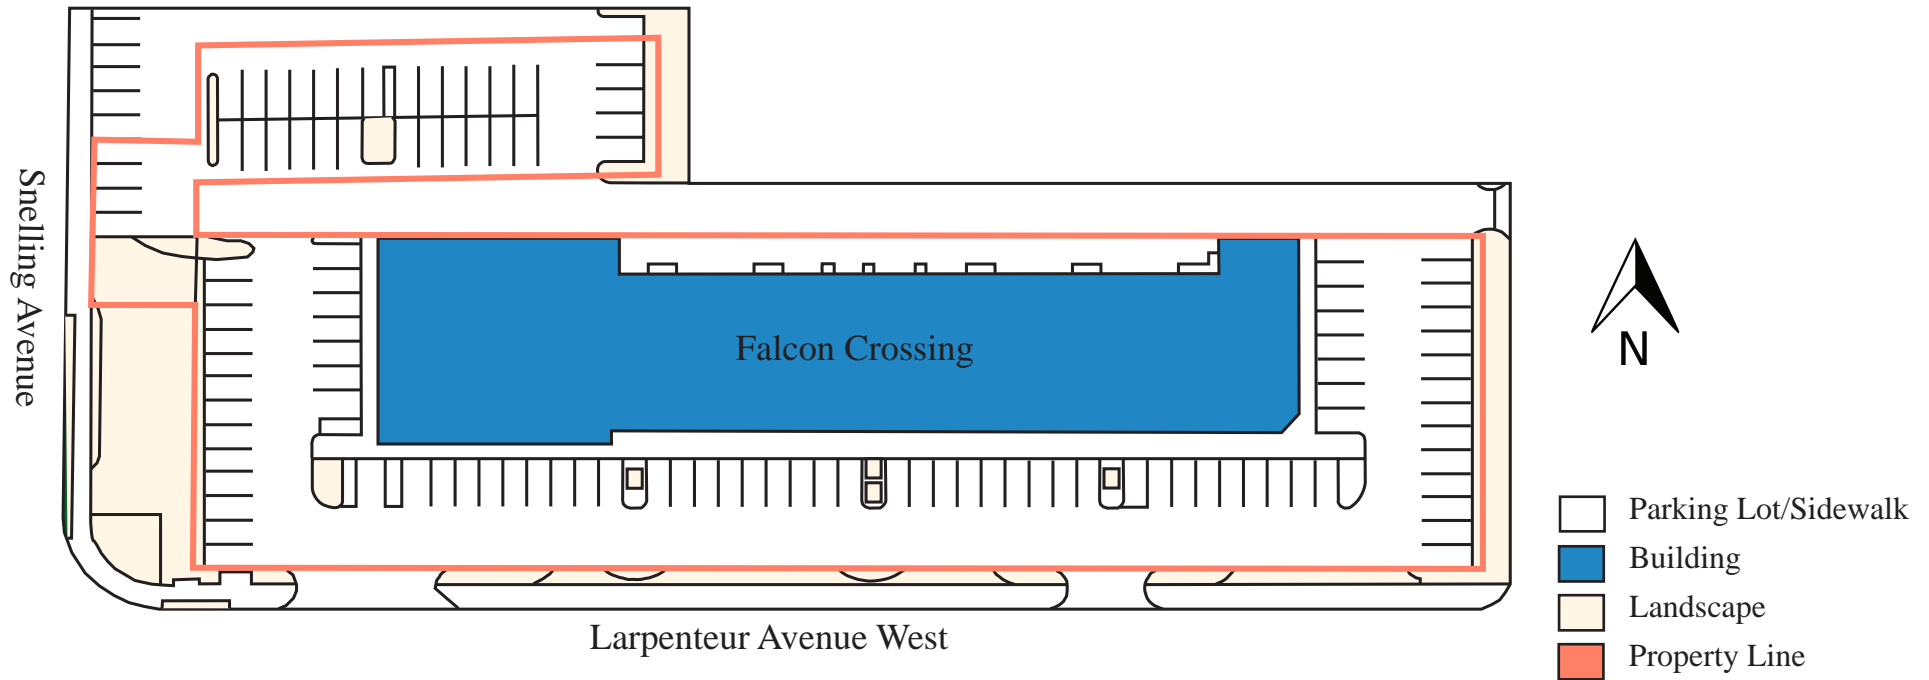 Snelling Avenue
Falcon Crossing
N
Parking Lot/Sidewalk
Building
Landscape
Property Line
Larpenteur Avenue West